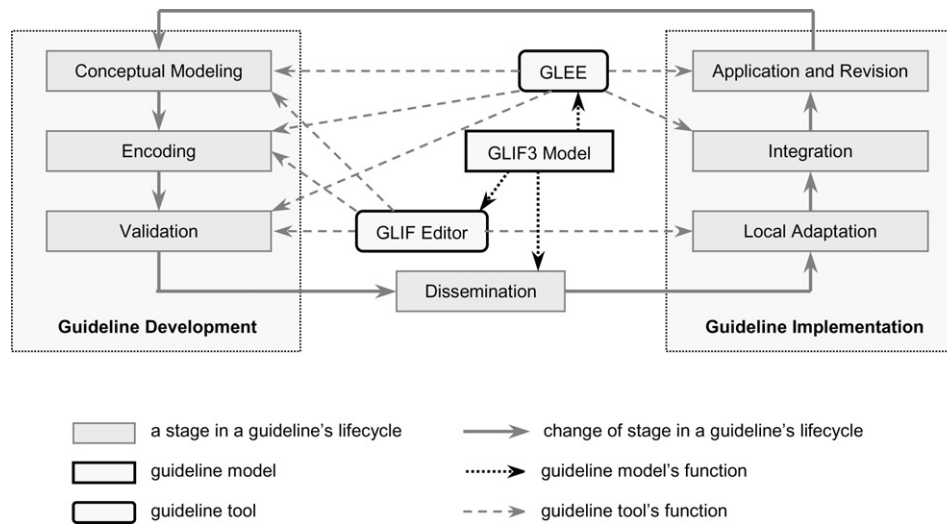 Conceptual Modeling
GLEE
Application and Revision
Encoding
GLIF3 Model
Integration
Validation
GLIF Editor
Local Adaptation
Dissemination
Guideline Development
Guideline Implementation
a stage in a guideline's lifecycle
change of stage in a guideline's lifecycle
guideline model
guideline model's function
guideline tool
guideline tool's function